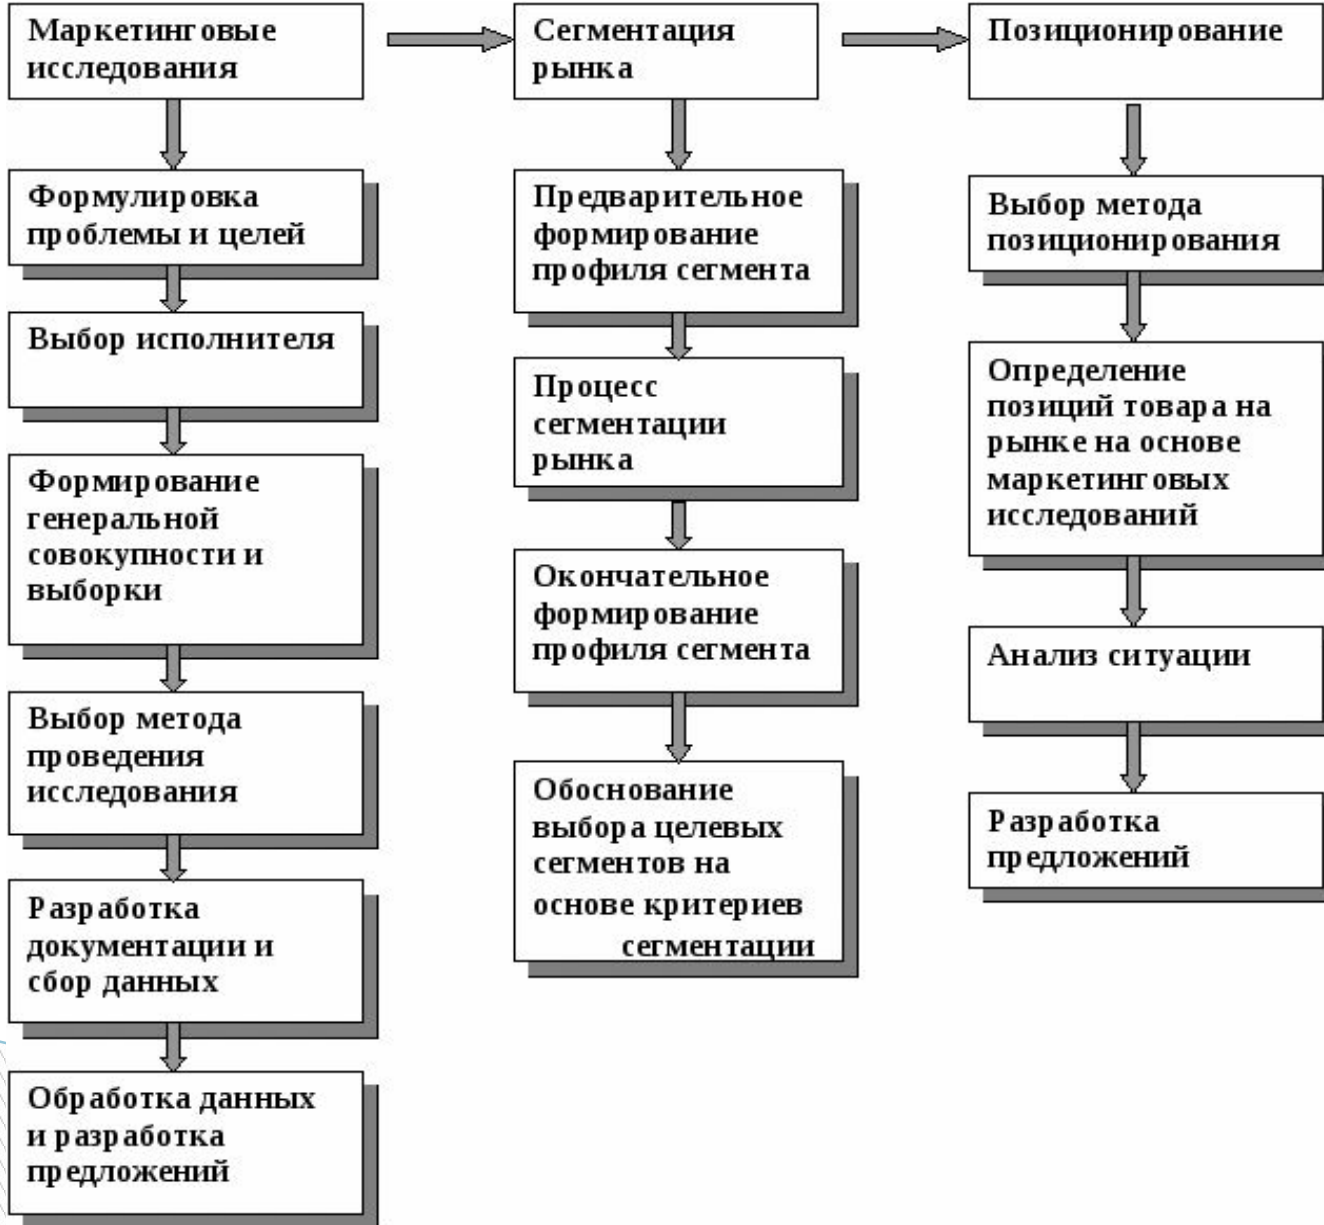 Маркетинговые
исследования
Формулировка
проблемы и целей
Выбор исполнителя
Формирование
генеральной
совокупности и
выборки
Выбор метода
проведения
исследования
Разработка
документации и
сбор данных
Обработка данных
и разработка
предложений
Сегментация
рынка
Предварительное
формирование
профиля сегмента
Процесс
сегментации
рынка
Окончательное
формирование
профиля сегмента
Обоснование
выбора целевых
сегментов на
основе критериев
сегментации
Позиционирование
Выбор метода
позиционирования
Определение
позиций товара на
рынке на основе
маркетинговых
исследований
Анализ ситуации
Разработка
предложений